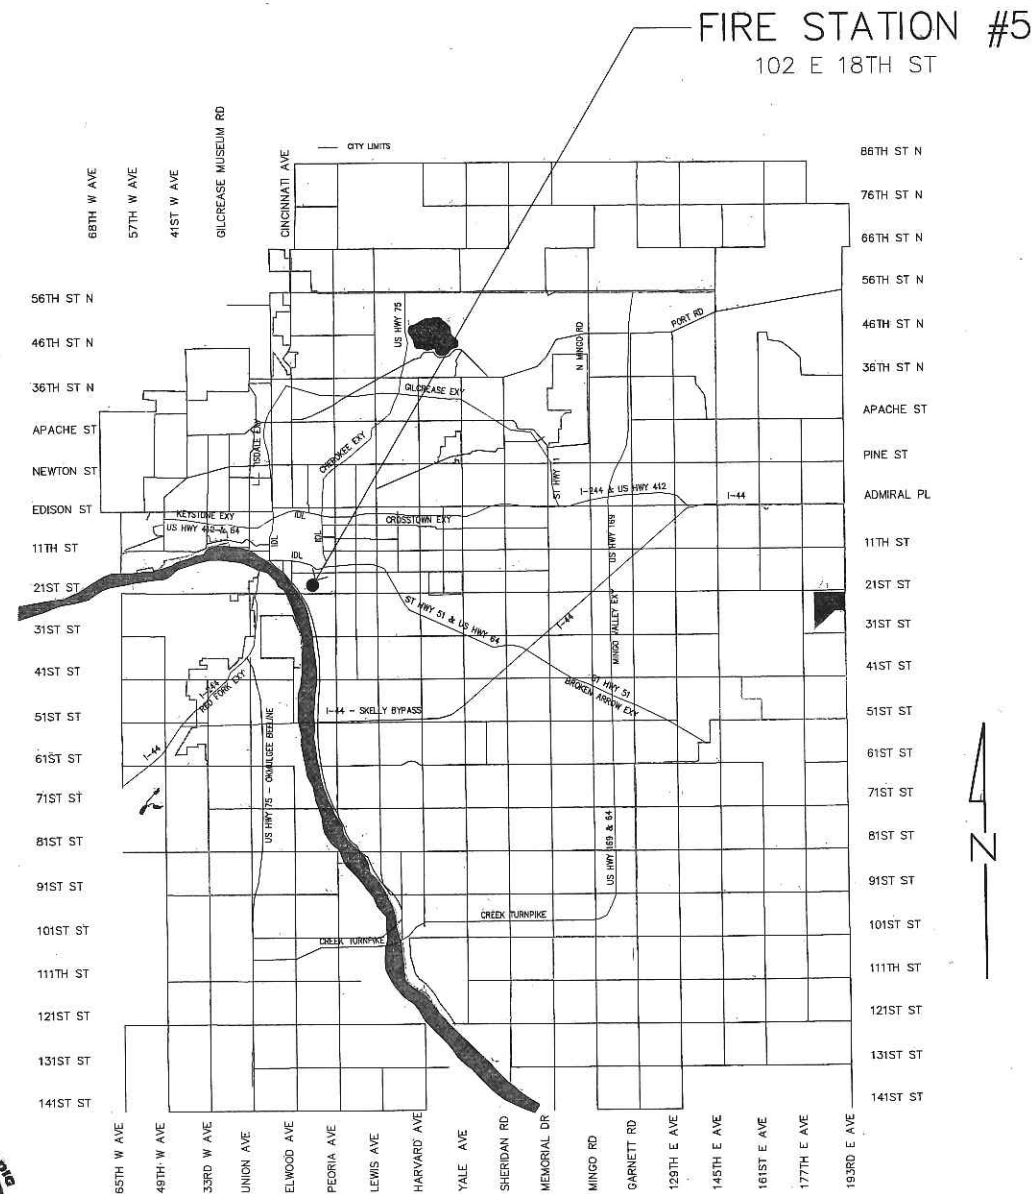 FIRE STATION #5
102 E 18TH ST
CITY LIMITS
68TH W AVE
57TH W AVE
41ST W AVE
GILCREASE MUSEUM RD
CINCINNATI AVE
86TH ST N
76TH ST N
66TH ST N
56TH ST N
46TH ST N
36TH ST N
APACHE ST
PINE ST
ADMIRAL PL
11TH ST
21ST ST
31ST ST
41ST ST
51ST ST
61ST ST
71ST ST
81ST ST
91ST ST
101ST ST
111TH ST
121ST ST
131ST ST
141ST ST
56TH ST N
46TH ST N
36TH ST N
APACHE ST
NEWTON ST
EDISON ST
11TH ST
21ST ST
31ST ST
41ST ST
51ST ST
61ST ST
71ST ST
81ST ST
91ST ST
101ST ST
111TH ST
121ST ST
131ST ST
141ST ST
US HWY 75
N MINGO RD
PORT RD
GILCREASE EXY
CHEROKEE EXY
ST HWY 11
I-244 & US HWY 412
I-44
KEYSTONE EXY
US HWY 412 & 64
IDL
IDL
IDL
IDL
CROSSTOWN EXY
US HWY 169
MINGO VALLEY EXY
ST HWY 51 & US HWY 64
I-44
ST HWY 51
BROKEN ARROW EXY
I-244
RED FORK EXY
I-44
I-44 - SKELLY BYPASS
US HWY 75 - OKMULGEE BEELINE
US HWY 169 & 64
CREEK TURNPIKE
CREEK TURNPIKE
N
65TH W AVE
49TH W AVE
33RD W AVE
UNION AVE
ELWOOD AVE
PEORIA AVE
LEWIS AVE
HARVARD AVE
YALE AVE
SHERIDAN RD
MEMORIAL DR
MINGO RD
GARNETT RD
129TH E AVE
145TH E AVE
161ST E AVE
177TH E AVE
193RD E AVE